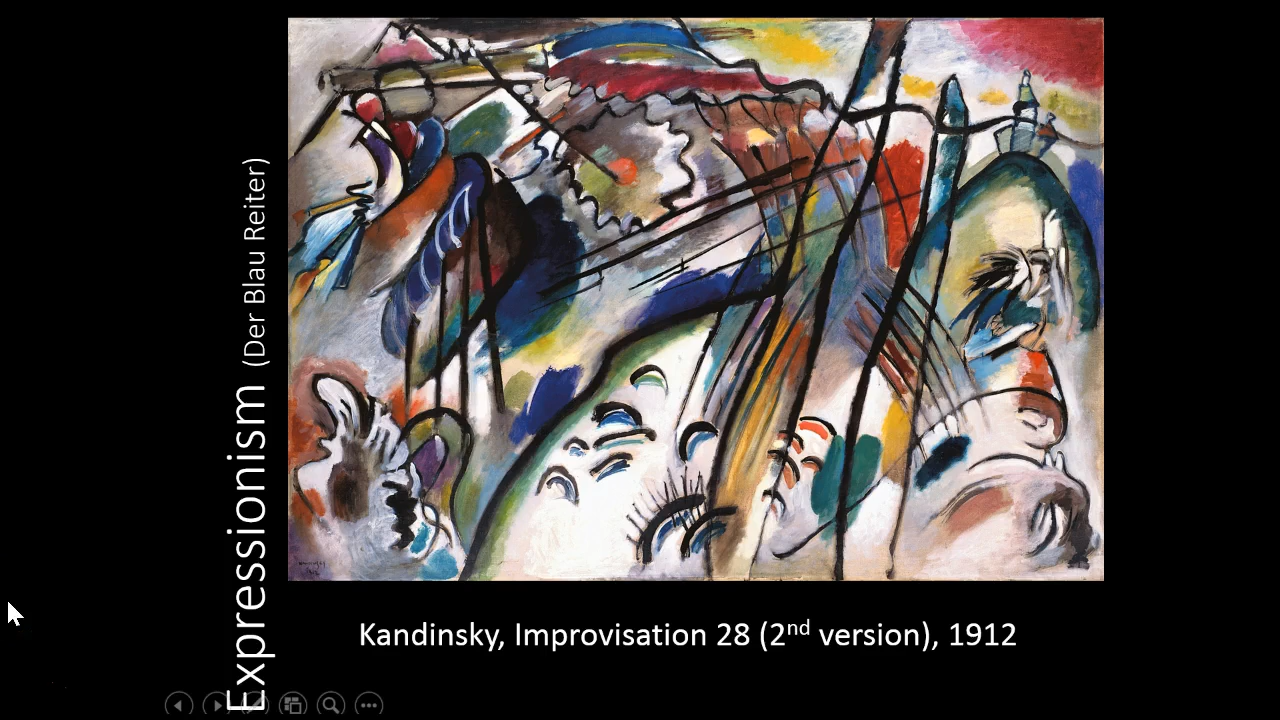 Expressionism (Der Blau Reiter)
Kandinsky, Improvisation 28 (2nd version), 1912